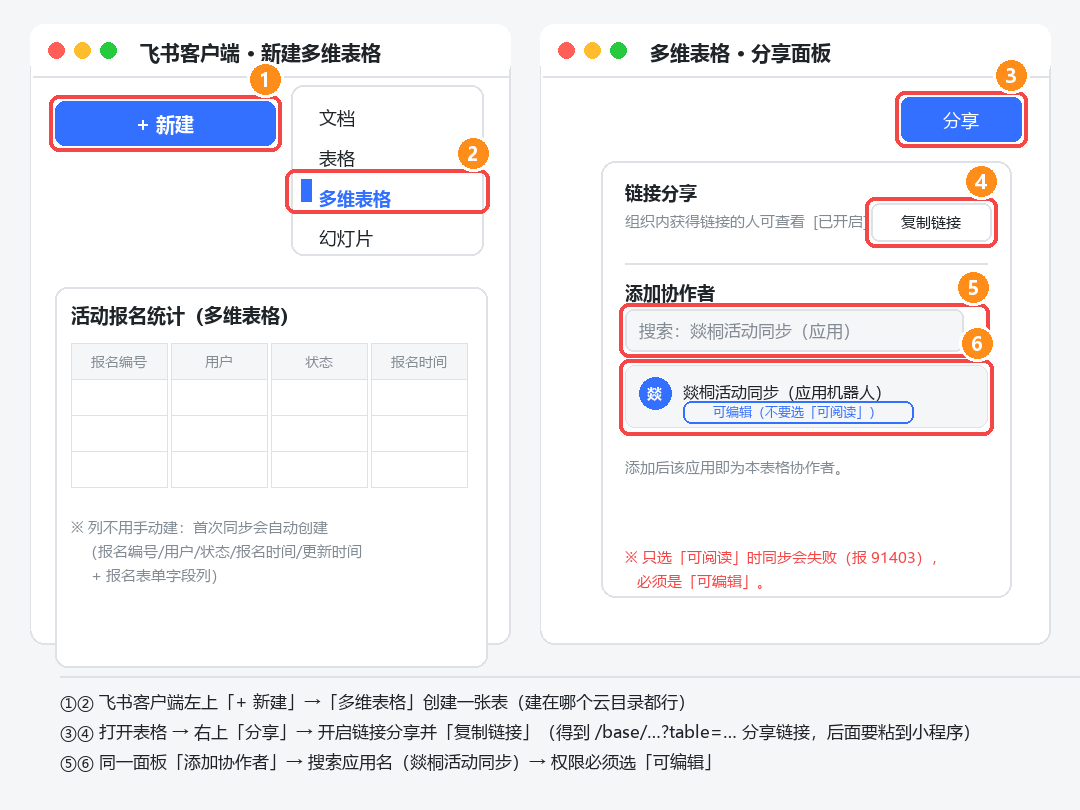 飞书客户端·新建多维表格
1
+ 新建
文档
表格
2
多维表格
幻灯片
活动报名统计（多维表格）
报名编号 用户 状态 报名时间
※ 列不用手动建：首次同步会自动创建
（报名编号/用户/状态/报名时间/更新时间
+ 报名表单字段列）
多维表格·分享面板
3
分享
链接分享
4
组织内获得链接的人可查看 [已开启]
复制链接
添加协作者
5
搜索：燚桐活动同步（应用）
6
燚
燚桐活动同步（应用机器人）
可编辑（不要选「可阅读」）
添加后该应用即为本表格协作者。
※ 只选「可阅读」时同步会失败（报 91403），
必须是「可编辑」。
①② 飞书客户端左上「+ 新建」→「多维表格」创建一张表（建在哪个云目录都行）
③④ 打开表格 → 右上「分享」→ 开启链接分享并「复制链接」（得到 /base/…?table=… 分享链接，后面要粘到小程序）
⑤⑥ 同一面板「添加协作者」→ 搜索应用名（燚桐活动同步）→ 权限必须选「可编辑」